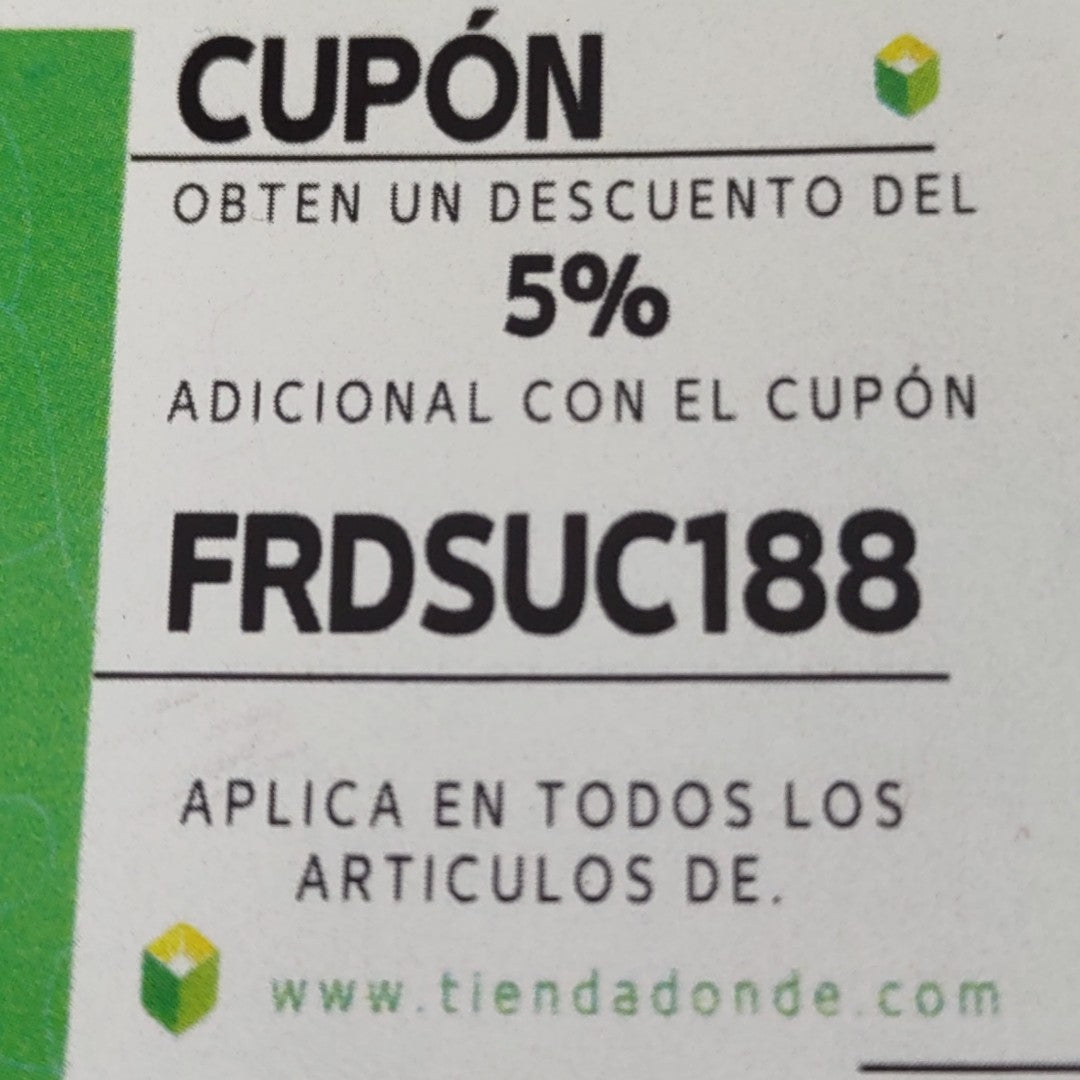 CUPÓN
OBTEN UN DESCUENTO DEL
5%
ADICIONAL CON EL CUPÓN
FRDSUC188
APLICA EN TODOS LOS
ARTICULOS DE.
www.tiendadonde.com